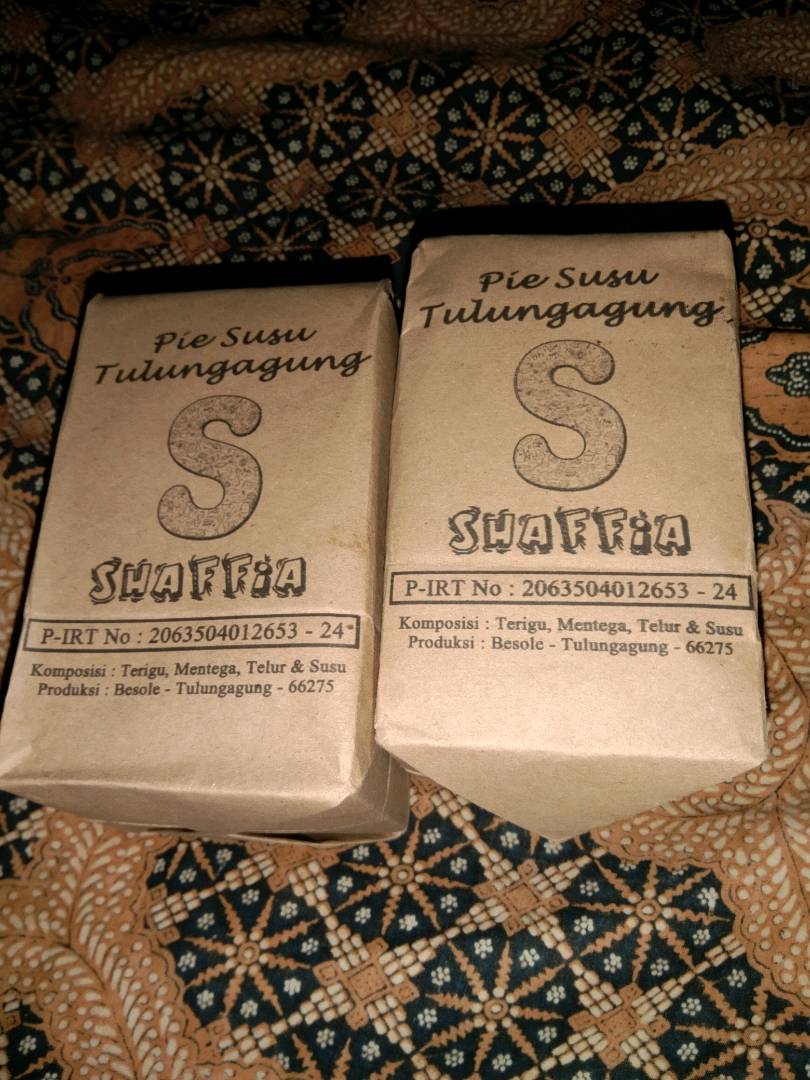 Pie Susu
Tulungagung
S
SHAFFiA
P-IRT No : 2063504012653 - 24
Komposisi : Terigu, Mentega, Telur & Susu
Produksi : Besole - Tulungagung - 66275
Pie Susu
Tulungagung
S
SHAFFiA
P-IRT No : 2063504012653 - 24
Komposisi : Terigu, Mentega, Telur & Susu
Produksi : Besole - Tulungagung - 66275